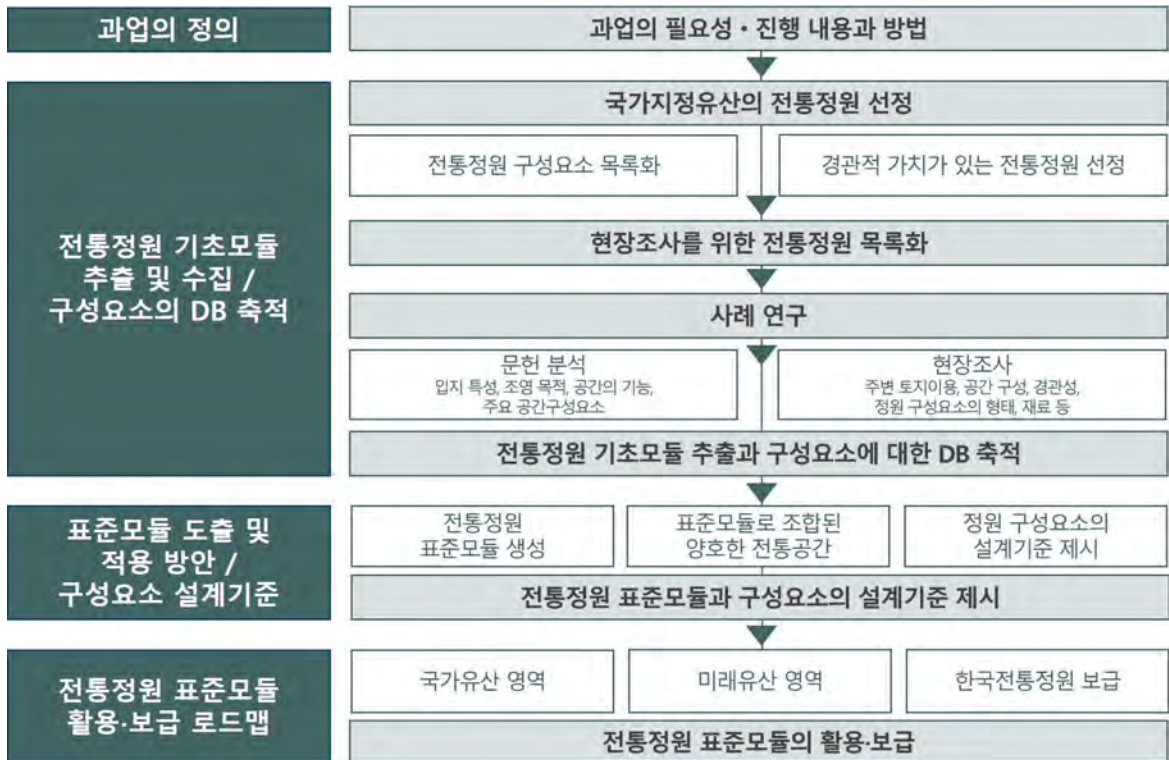 과업의 정의
과업의 필요성・진행 내용과 방법
전통정원 기초모듈
추출 및 수집 /
구성요소의 DB 축적
국가지정유산의 전통정원 선정
전통정원 구성요소 목록화
경관적 가치가 있는 전통정원 선정
현장조사를 위한 전통정원 목록화
사례 연구
문헌 분석
입지 특성, 조영 목적, 공간의 기능,
주요 공간구성요소
현장조사
주변 토지이용, 공간 구성, 경관성,
정원 구성요소의 형태, 재료 등
전통정원 기초모듈 추출과 구성요소에 대한 DB 축적
표준모듈 도출 및
적용 방안 /
구성요소 설계기준
전통정원
표준모듈 생성
표준모듈로 조합된
양호한 전통공간
정원 구성요소의
설계기준 제시
전통정원 표준모듈과 구성요소의 설계기준 제시
전통정원 표준모듈
활용·보급 로드맵
국가유산 영역
미래유산 영역
한국전통정원 보급
전통정원 표준모듈의 활용·보급